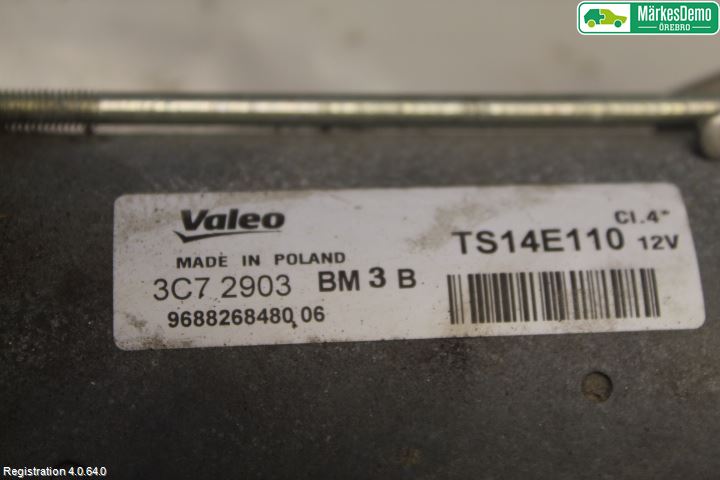 MärkesDemo
ÖREBRO
Valeo
MADE IN POLAND
3C7 2903 BM 3 B
9688268480 06
Cl.4*
TS14E110 12V
Registration 4.0.64.0